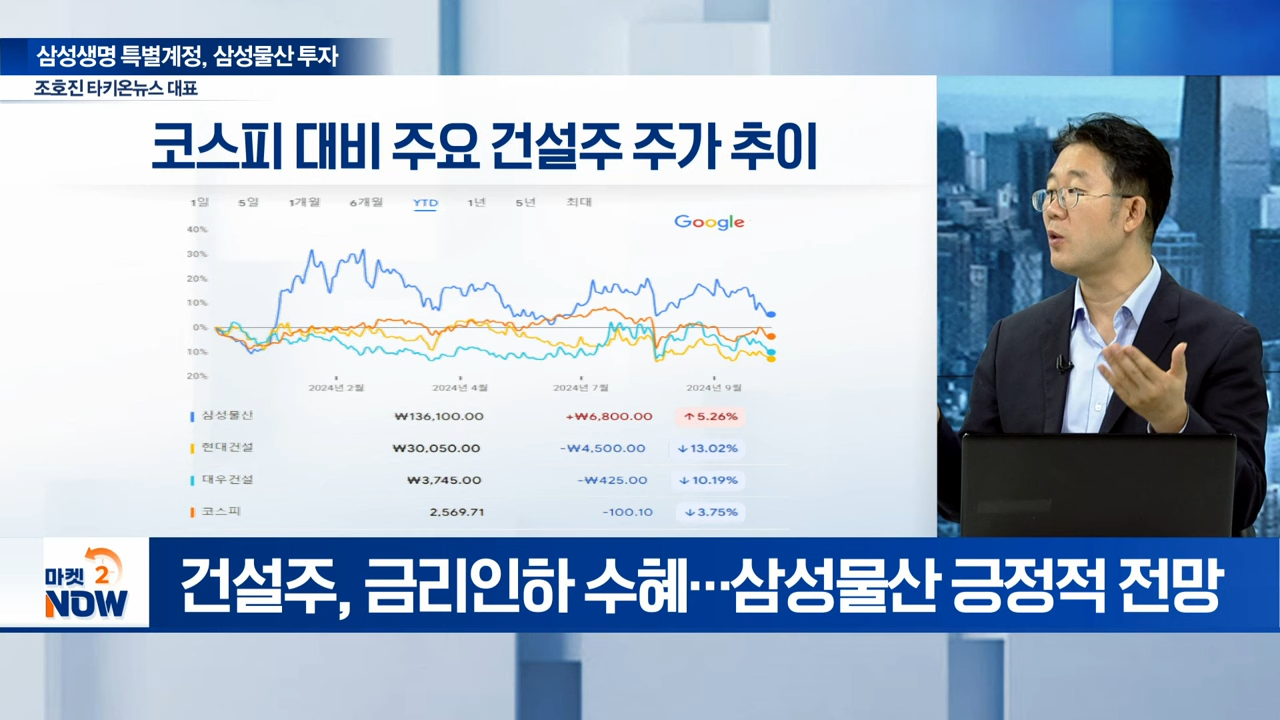 삼성생명 특별계정, 삼성물산 투자
조호진 타키온뉴스 대표
코스피 대비 주요 건설주 주가 추이
1일 5일 1개월 6개월 YTD 1년 5년 최대
Google
40%
30%
20%
10%
0%
10%
20%
2024년 2월 2024년 4월 2024년 7월 2024년 9월
삼성물산 ₩136,100.00 +₩6,800.00 ↑5.26%
현대건설 ₩30,050.00 -₩4,500.00 ↓13.02%
대우건설 ₩3,745.00 -₩425.00 ↓10.19%
코스피 2,569.71 -100.10 ↓3.75%
마켓 2
NOW
건설주, 금리인하 수혜…삼성물산 긍정적 전망